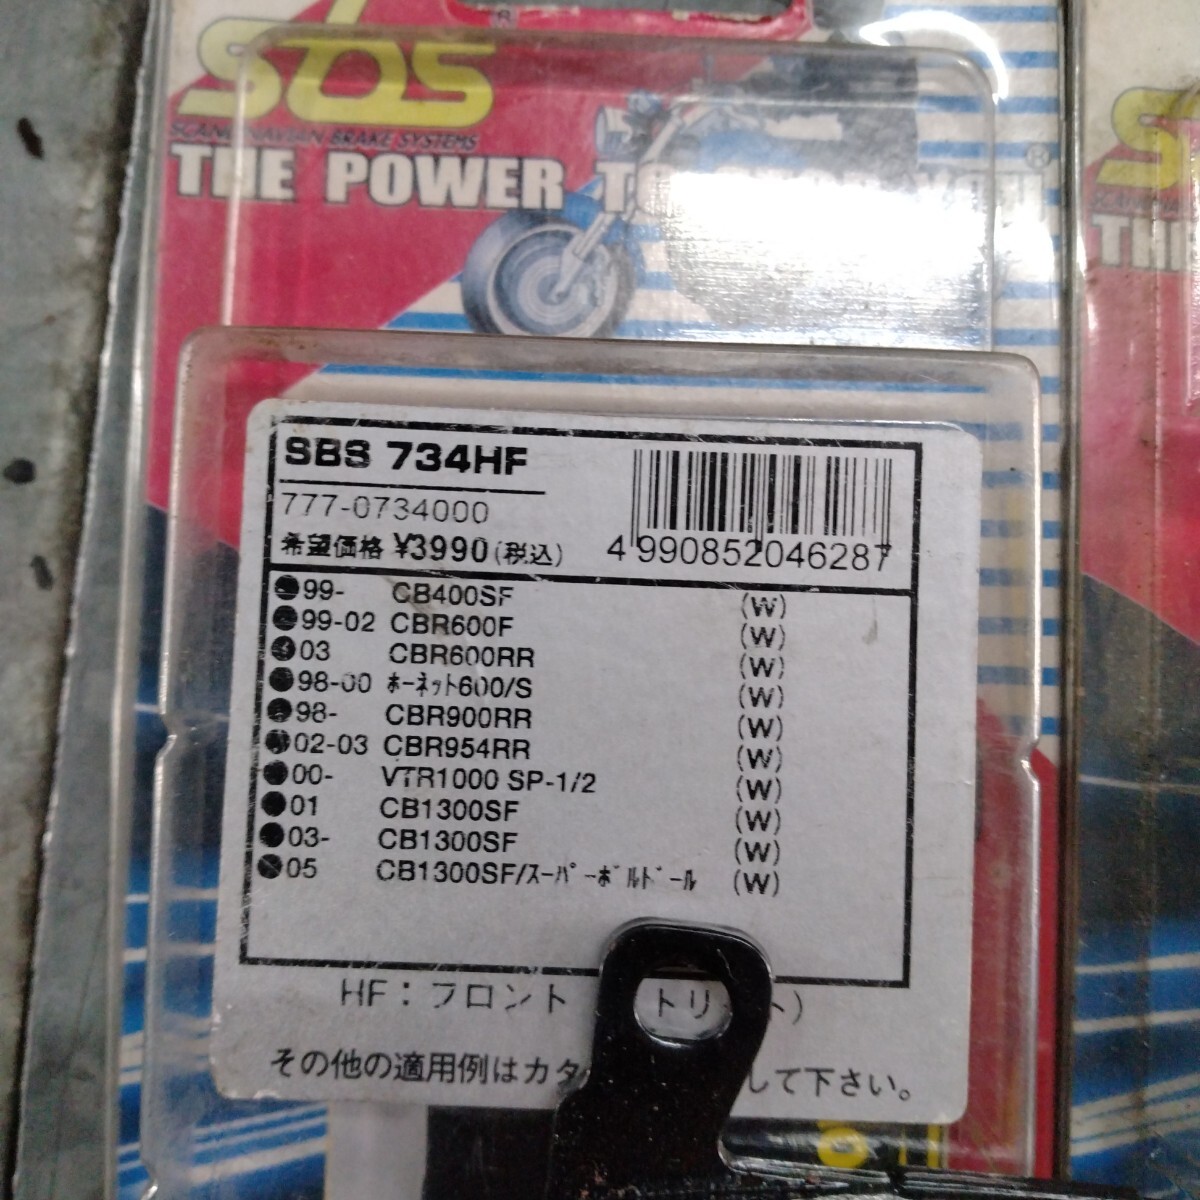 SBS
SCANDINAVIAN BRAKE SYSTEMS
THE POWER
SBS 734HF
777-0734000
希望価格 ¥3990(税込)
4 990852 046287
●99- CB400SF (W)
●99-02 CBR600F (W)
●03 CBR600RR (W)
●98-00 ホーネット600/S (W)
●98- CBR900RR (W)
●02-03 CBR954RR (W)
●00- VTR1000 SP-1/2 (W)
●01 CB1300SF (W)
●03- CB1300SF (W)
●05 CB1300SF/スーパーボルドール (W)
HF：フロント トリ ト)
その他の適用例はカタ して下さい。